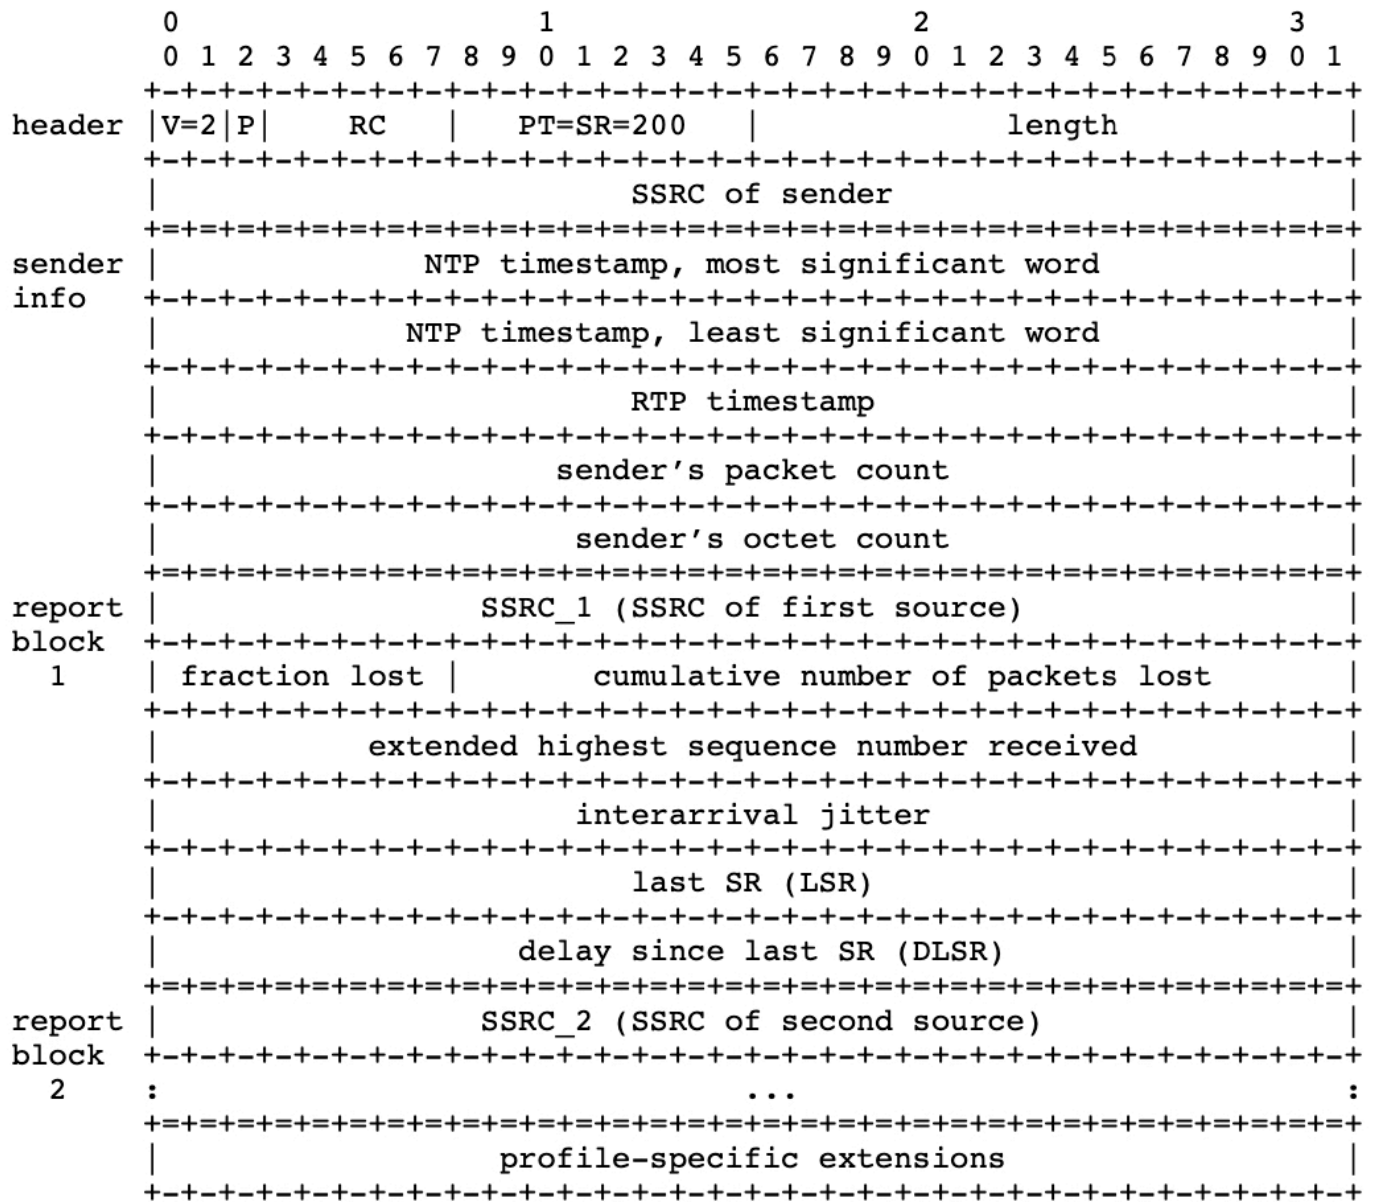 0                   1                   2                   3
        0 1 2 3 4 5 6 7 8 9 0 1 2 3 4 5 6 7 8 9 0 1 2 3 4 5 6 7 8 9 0 1
       +-+-+-+-+-+-+-+-+-+-+-+-+-+-+-+-+-+-+-+-+-+-+-+-+-+-+-+-+-+-+-+-+
header |V=2|P|    RC   |   PT=SR=200   |             length            |
       +-+-+-+-+-+-+-+-+-+-+-+-+-+-+-+-+-+-+-+-+-+-+-+-+-+-+-+-+-+-+-+-+
       |                         SSRC of sender                        |
       +=+=+=+=+=+=+=+=+=+=+=+=+=+=+=+=+=+=+=+=+=+=+=+=+=+=+=+=+=+=+=+=+
sender |              NTP timestamp, most significant word             |
info   +-+-+-+-+-+-+-+-+-+-+-+-+-+-+-+-+-+-+-+-+-+-+-+-+-+-+-+-+-+-+-+-+
       |             NTP timestamp, least significant word             |
       +-+-+-+-+-+-+-+-+-+-+-+-+-+-+-+-+-+-+-+-+-+-+-+-+-+-+-+-+-+-+-+-+
       |                         RTP timestamp                         |
       +-+-+-+-+-+-+-+-+-+-+-+-+-+-+-+-+-+-+-+-+-+-+-+-+-+-+-+-+-+-+-+-+
       |                     sender’s packet count                     |
       +-+-+-+-+-+-+-+-+-+-+-+-+-+-+-+-+-+-+-+-+-+-+-+-+-+-+-+-+-+-+-+-+
       |                      sender’s octet count                     |
       +=+=+=+=+=+=+=+=+=+=+=+=+=+=+=+=+=+=+=+=+=+=+=+=+=+=+=+=+=+=+=+=+
report |                 SSRC_1 (SSRC of first source)                 |
block  +-+-+-+-+-+-+-+-+-+-+-+-+-+-+-+-+-+-+-+-+-+-+-+-+-+-+-+-+-+-+-+-+
  1    | fraction lost |       cumulative number of packets lost       |
       +-+-+-+-+-+-+-+-+-+-+-+-+-+-+-+-+-+-+-+-+-+-+-+-+-+-+-+-+-+-+-+-+
       |           extended highest sequence number received           |
       +-+-+-+-+-+-+-+-+-+-+-+-+-+-+-+-+-+-+-+-+-+-+-+-+-+-+-+-+-+-+-+-+
       |                      interarrival jitter                      |
       +-+-+-+-+-+-+-+-+-+-+-+-+-+-+-+-+-+-+-+-+-+-+-+-+-+-+-+-+-+-+-+-+
       |                         last SR (LSR)                         |
       +-+-+-+-+-+-+-+-+-+-+-+-+-+-+-+-+-+-+-+-+-+-+-+-+-+-+-+-+-+-+-+-+
       |                   delay since last SR (DLSR)                  |
       +=+=+=+=+=+=+=+=+=+=+=+=+=+=+=+=+=+=+=+=+=+=+=+=+=+=+=+=+=+=+=+=+
report |                 SSRC_2 (SSRC of second source)                |
block  +-+-+-+-+-+-+-+-+-+-+-+-+-+-+-+-+-+-+-+-+-+-+-+-+-+-+-+-+-+-+-+-+
  2    :                               ...                             :
       +=+=+=+=+=+=+=+=+=+=+=+=+=+=+=+=+=+=+=+=+=+=+=+=+=+=+=+=+=+=+=+=+
       |                  profile-specific extensions                  |
       +-+-+-+-+-+-+-+-+-+-+-+-+-+-+-+-+-+-+-+-+-+-+-+-+-+-+-+-+-+-+-+-+